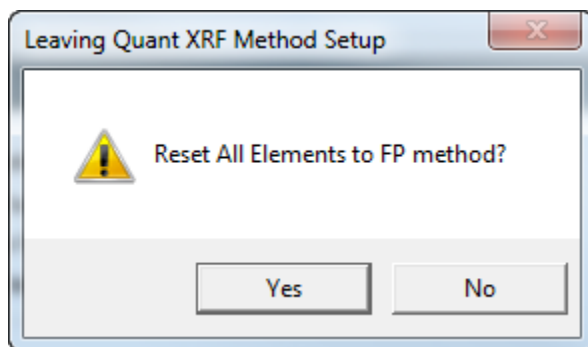 Leaving Quant XRF Method Setup
Reset All Elements to FP method?
Yes
No